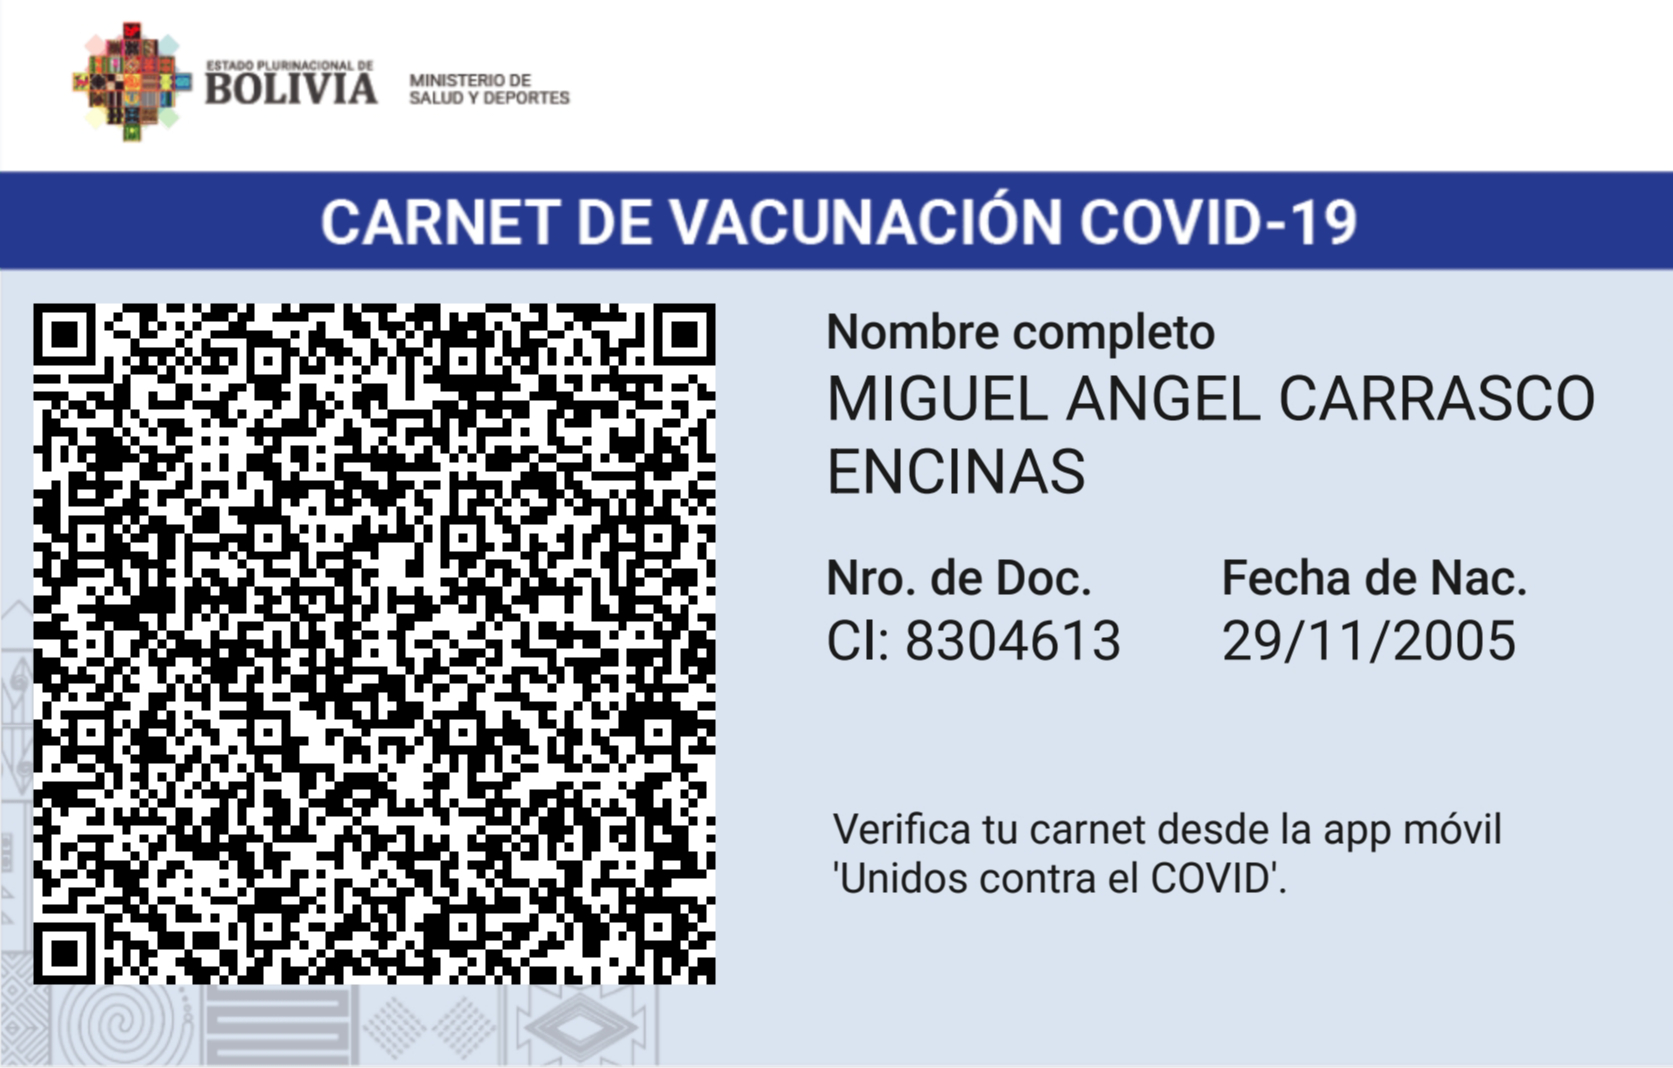 ESTADO PLURINACIONAL DE
BOLIVIA
MINISTERIO DE
SALUD Y DEPORTES
CARNET DE VACUNACIÓN COVID-19
Nombre completo
MIGUEL ANGEL CARRASCO
ENCINAS
Nro. de Doc.
CI: 8304613
Fecha de Nac.
29/11/2005
Verifica tu carnet desde la app móvil
'Unidos contra el COVID'.